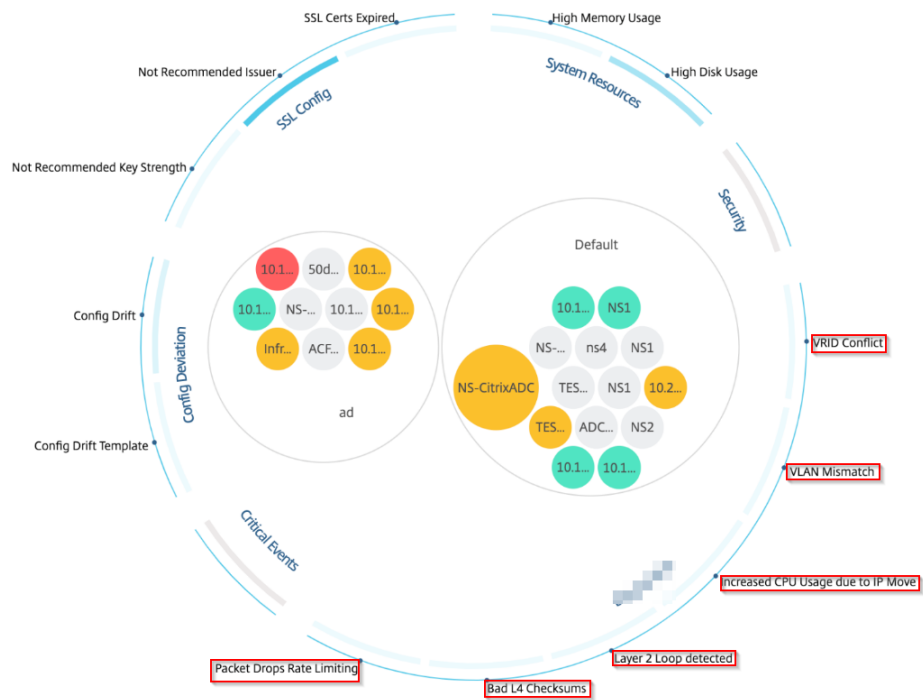 SSL Certs Expired
High Memory Usage
Not Recommended Issuer
High Disk Usage
SSL Config
System Resources
Not Recommended Key Strength
Security
Default
10.1...
50d...
10.1...
10.1...
NS-...
10.1...
10.1...
Infr...
ACF...
10.1...
ad
10.1...
NS1
NS-...
ns4
NS1
NS-CitrixADC
TES...
NS1
10.2...
TES...
ADC...
NS2
10.1...
10.1...
Config Drift
Config Deviation
Config Drift Template
VRID Conflict
VLAN Mismatch
Critical Events
Increased CPU Usage due to IP Move
Layer 2 Loop detected
Packet Drops Rate Limiting
Bad L4 Checksums